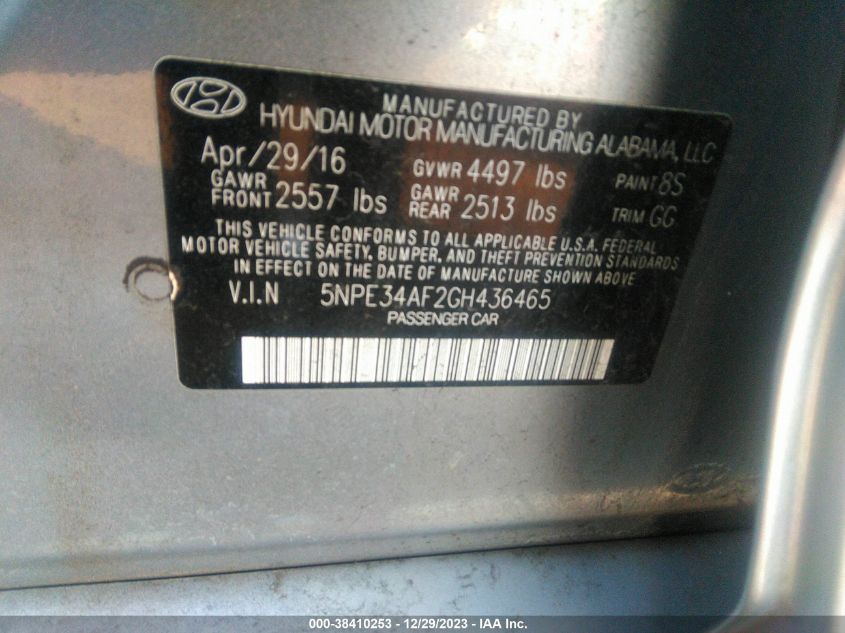 MANUFACTURED BY
HYUNDAI MOTOR MANUFACTURING ALABAMA, LLC
Apr/29/16 GVWR 4497 lbs PAINT 8S
GAWR FRONT 2557 lbs GAWR REAR 2513 lbs TRIM GG
THIS VEHICLE CONFORMS TO ALL APPLICABLE U.S.A. FEDERAL
MOTOR VEHICLE SAFETY, BUMPER, AND THEFT PREVENTION STANDARDS
IN EFFECT ON THE DATE OF MANUFACTURE SHOWN ABOVE
V.I.N 5NPE34AF2GH436465
PASSENGER CAR
000-38410253 - 12/29/2023 - IAA Inc.